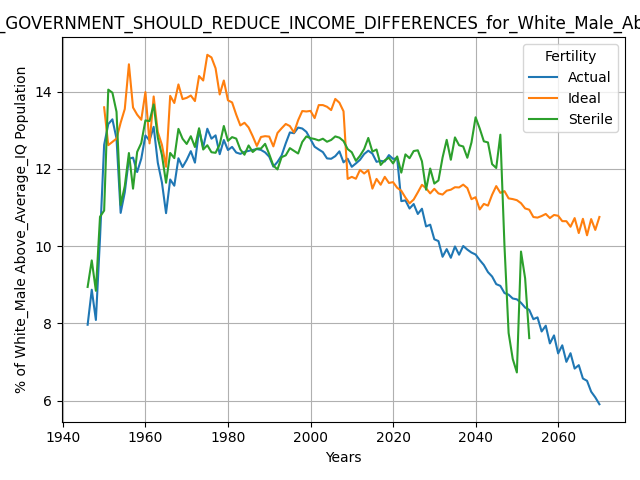 _GOVERNMENT_SHOULD_REDUCE_INCOME_DIFFERENCES_for_White_Male_Ab
Fertility
Actual
Ideal
Sterile
% of White_Male Above_Average_IQ Population
14
12
10
8
6
1940
1960
1980
2000
2020
2040
2060
Years